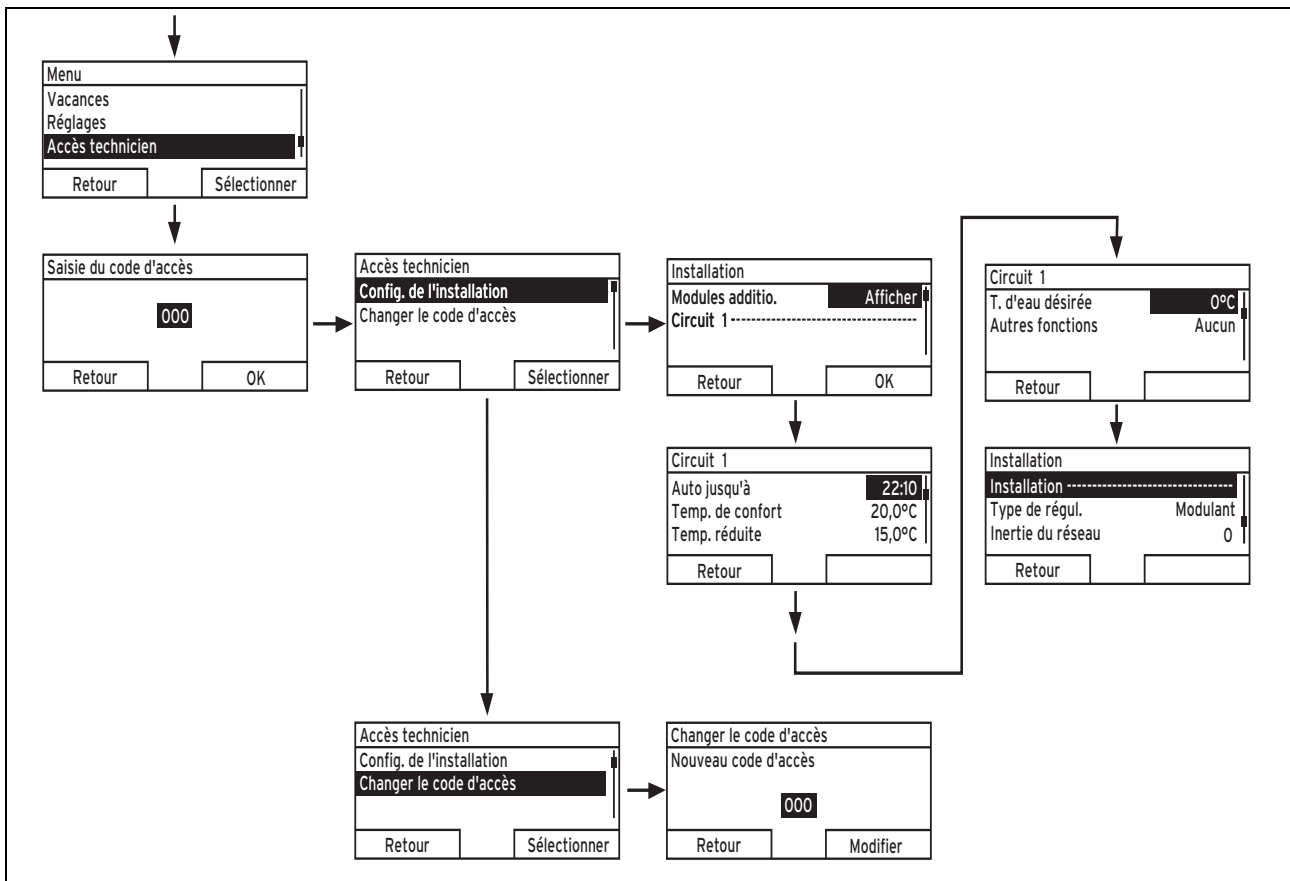 Menu
Vacances
Réglages
Accès technicien
Retour Sélectionner
Saisie du code d'accès
000
Retour OK
Accès technicien
Config. de l'installation
Changer le code d'accès
Retour Sélectionner
Installation
Modules additio. Afficher
Circuit 1 --------------------------------
Retour OK
Circuit 1
Auto jusqu'à 22:10
Temp. de confort 20,0°C
Temp. réduite 15,0°C
Retour
Circuit 1
T. d'eau désirée 0°C
Autres fonctions Aucun
Retour
Installation
Installation --------------------------------
Type de régul. Modulant
Inertie du réseau 0
Retour
Accès technicien
Config. de l'installation
Changer le code d'accès
Retour Sélectionner
Changer le code d'accès
Nouveau code d'accès
000
Retour Modifier